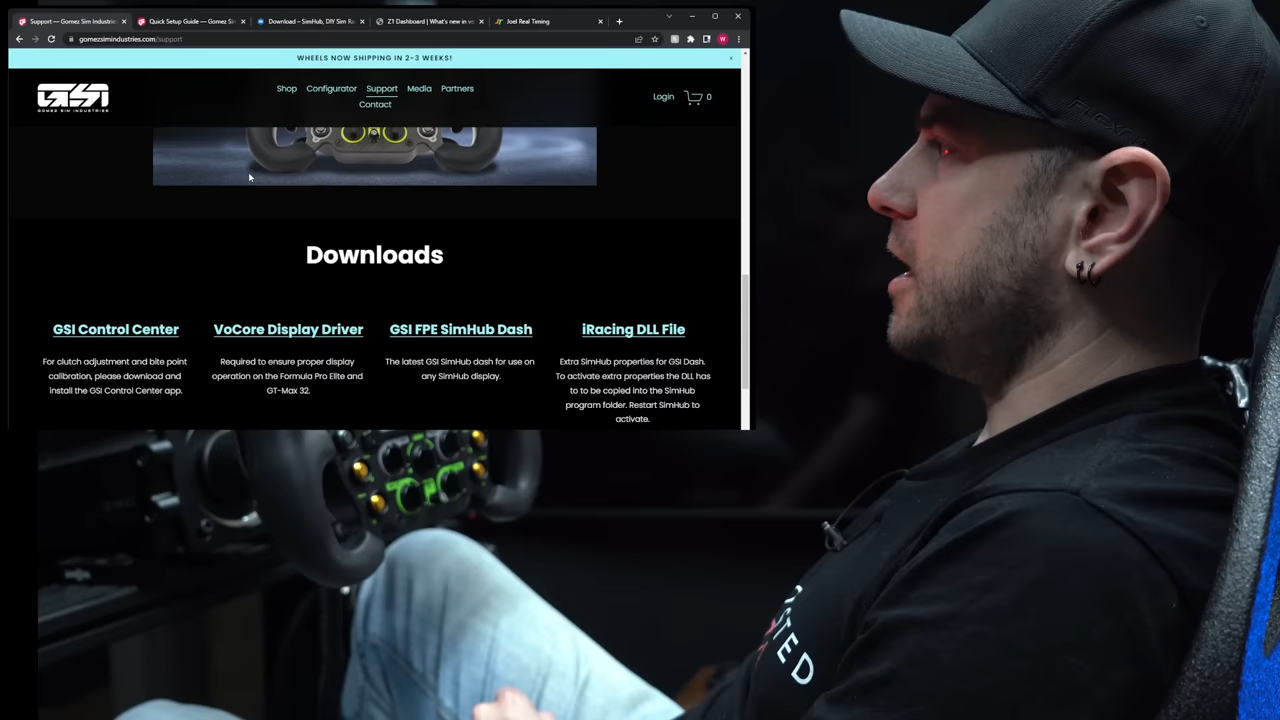 Support — Gomez Sim Industries
Quick Setup Guide — Gomez Si
Download – SimHub, DIY Sim Ra
Z1 Dashboard | What's new in ve
Joel Real Timing
gomezsimindustries.com/support
WHEELS NOW SHIPPING IN 2-3 WEEKS!
GSI
GOMEZ SIM INDUSTRIES
Shop Configurator Support Media Partners
Contact
Login 0
Downloads
GSI Control Center
For clutch adjustment and bite point
calibration, please download and
install the GSI Control Center app.
VoCore Display Driver
Required to ensure proper display
operation on the Formula Pro Elite and
GT-Max 32.
GSI FPE SimHub Dash
The latest GSI SimHub dash for use on
any SimHub display.
iRacing DLL File
Extra SimHub properties for GSI Dash.
To activate extra properties the DLL has
to to be copied into the SimHub
program folder. Restart SimHub to
activate.